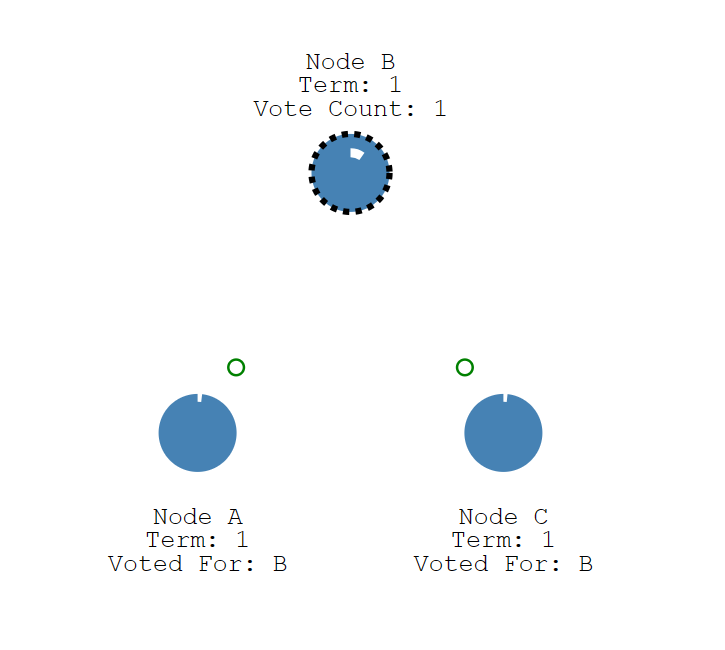 Node B
Term: 1
Vote Count: 1
Node A
Term: 1
Voted For: B
Node C
Term: 1
Voted For: B